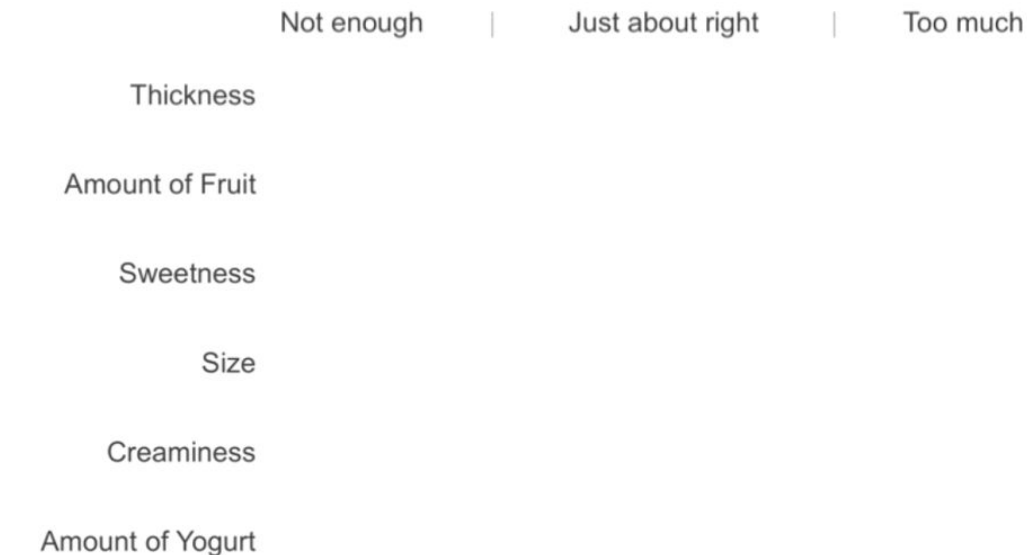 Not enough | Just about right | Too much
Thickness
Amount of Fruit
Sweetness
Size
Creaminess
Amount of Yogurt